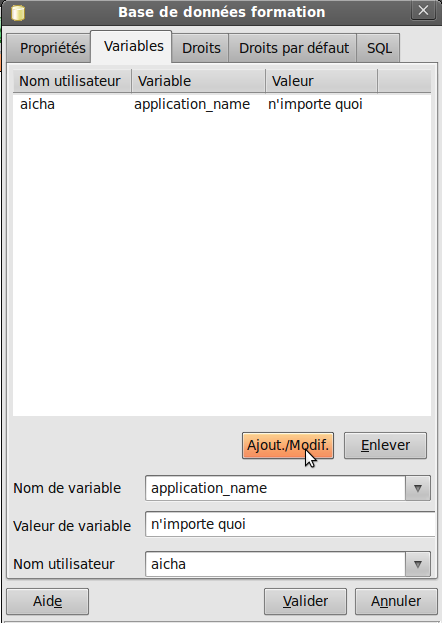 Base de données formation
Propriétés Variables Droits Droits par défaut SQL
Nom utilisateur Variable Valeur
aicha application_name n'importe quoi
Ajout./Modif. Enlever
Nom de variable application_name
Valeur de variable n'importe quoi
Nom utilisateur aicha
Aide Valider Annuler